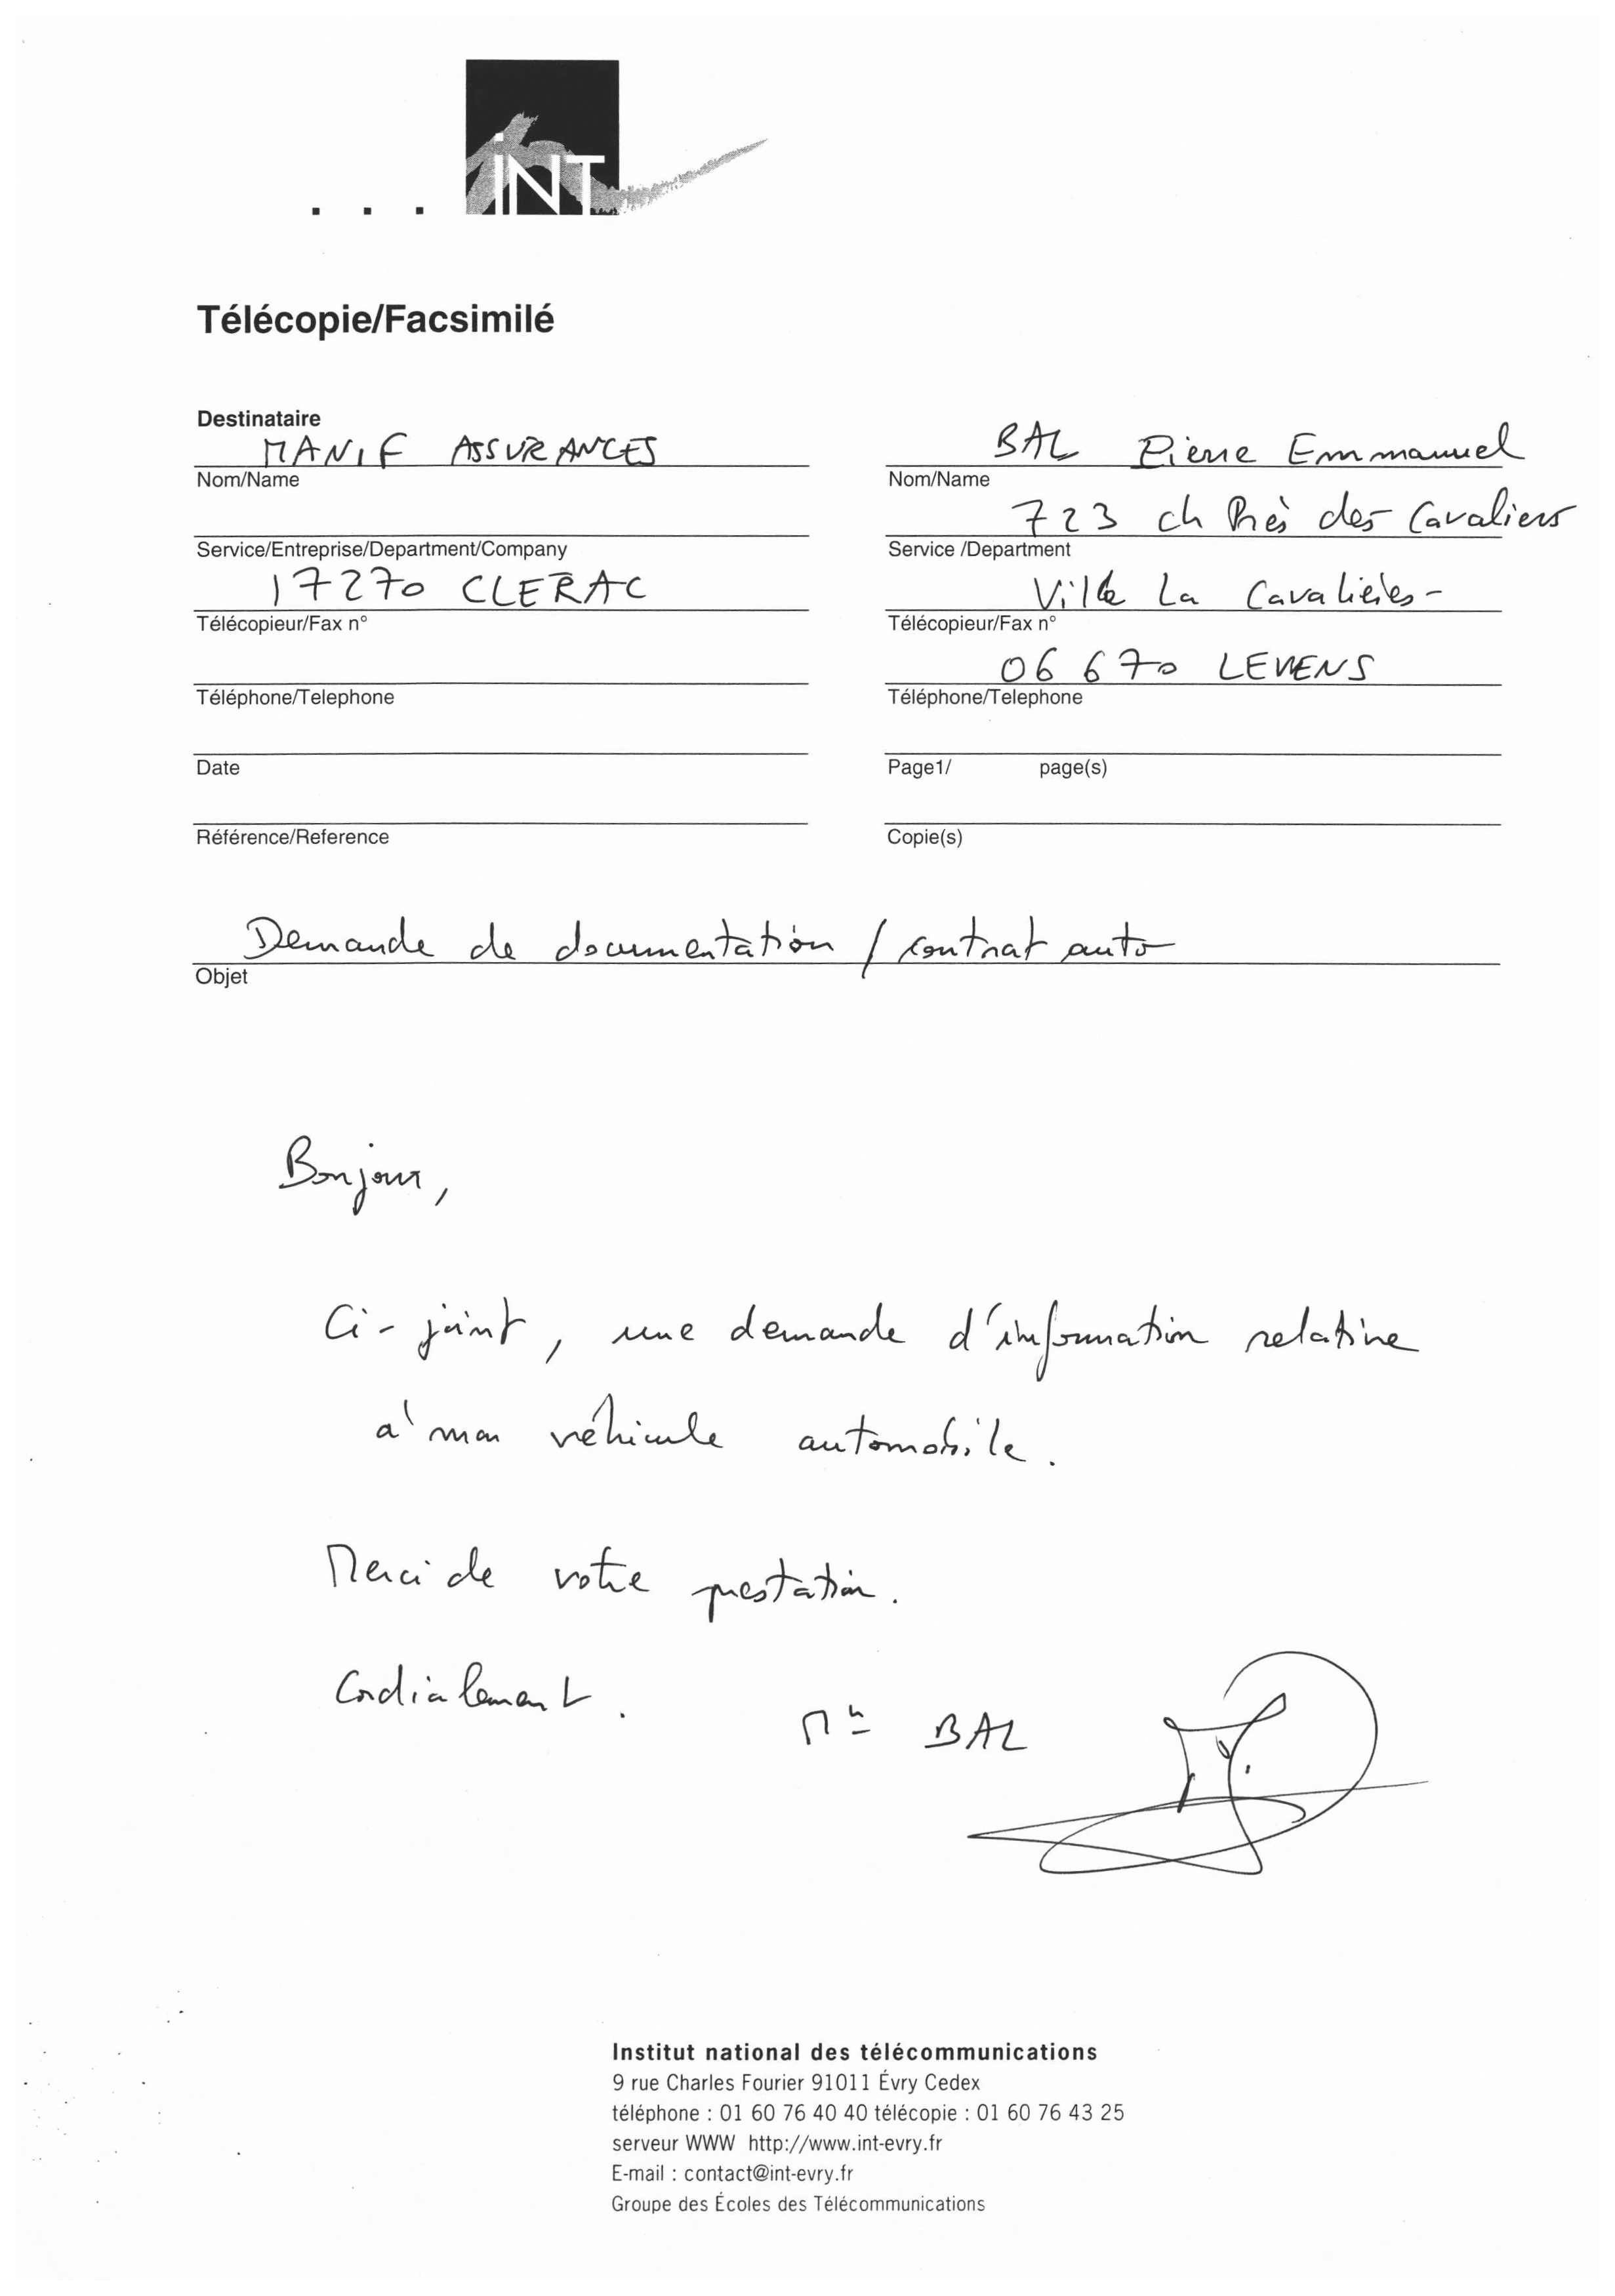 ... INT
Télécopie/Facsimilé
Destinataire
MANIF ASSURANCES
Nom/Name
Service/Entreprise/Department/Company
17270 CLERAC
Télécopieur/Fax n°
Téléphone/Telephone
Date
Référence/Reference
BAL Pierre Emmanuel
Nom/Name
723 ch Près des Cavaliers
Service /Department
La Cavalières-
Télécopieur/Fax n°
06 670 LEVENS
Téléphone/Telephone
Page1/ page(s)
Copie(s)
Demande de documentation / contrat auto
Objet
Bonjour,
Ci-joint, une demande d'information relative
à mon véhicule automobile.
Merci de votre prestation.
Cordialement.
Mr BAL
Institut national des télécommunications
9 rue Charles Fourier 91011 Évry Cedex
téléphone : 01 60 76 40 40 télécopie : 01 60 76 43 25
serveur WWW http://www.int-evry.fr
E-mail : contact@int-evry.fr
Groupe des Écoles des Télécommunications